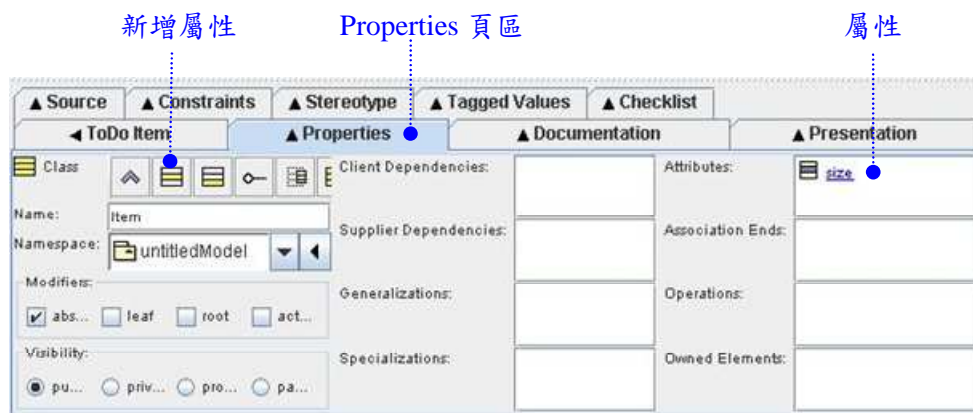 新增屬性 Properties 頁區 屬性
▲ Source ▲ Constraints ▲ Stereotype ▲ Tagged Values ▲ Checklist
◄ ToDo Item ▲ Properties ▲ Documentation ▲ Presentation
Class
Name: Item
Namespace: untitledModel
Modifiers:
abs... leaf root act...
Visibility:
pu... priv... pro... pa...
Client Dependencies:
Supplier Dependencies:
Generalizations:
Specializations:
Attributes: size
Association Ends:
Operations:
Owned Elements: